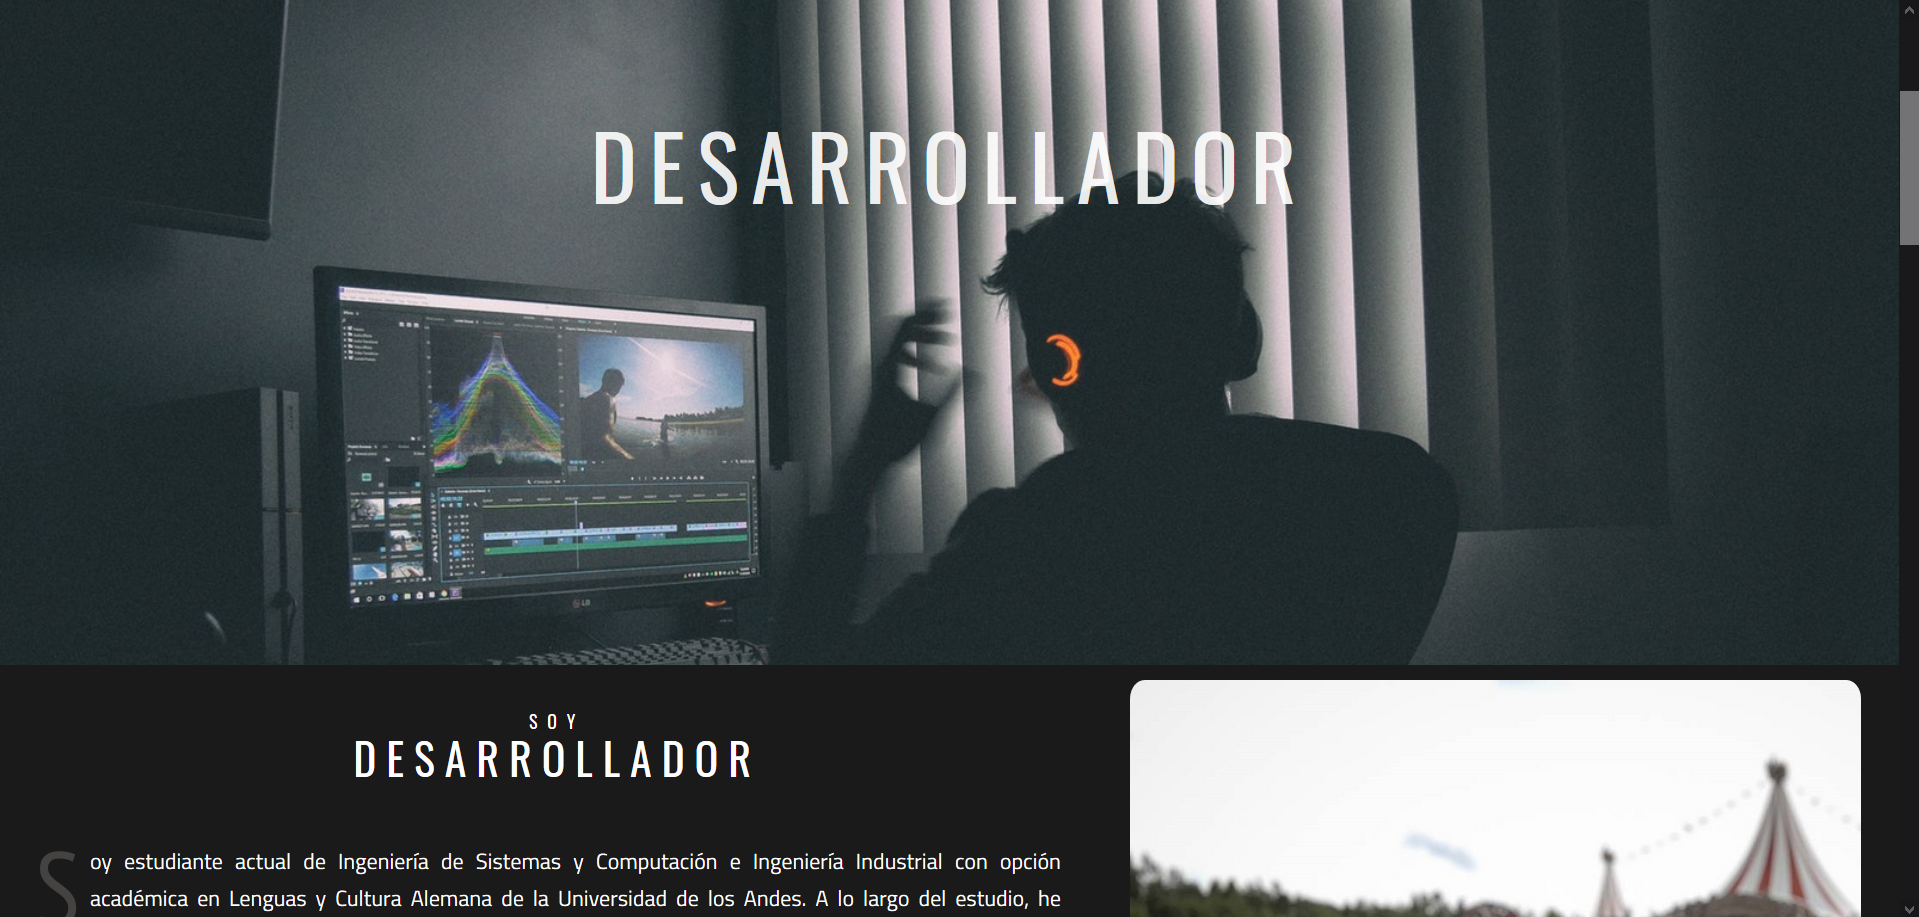 DESARROLLADOR
LG
SOY
DESARROLLADOR
Soy estudiante actual de Ingeniería de Sistemas y Computación e Ingeniería Industrial con opción
académica en Lenguas y Cultura Alemana de la Universidad de los Andes. A lo largo del estudio, he